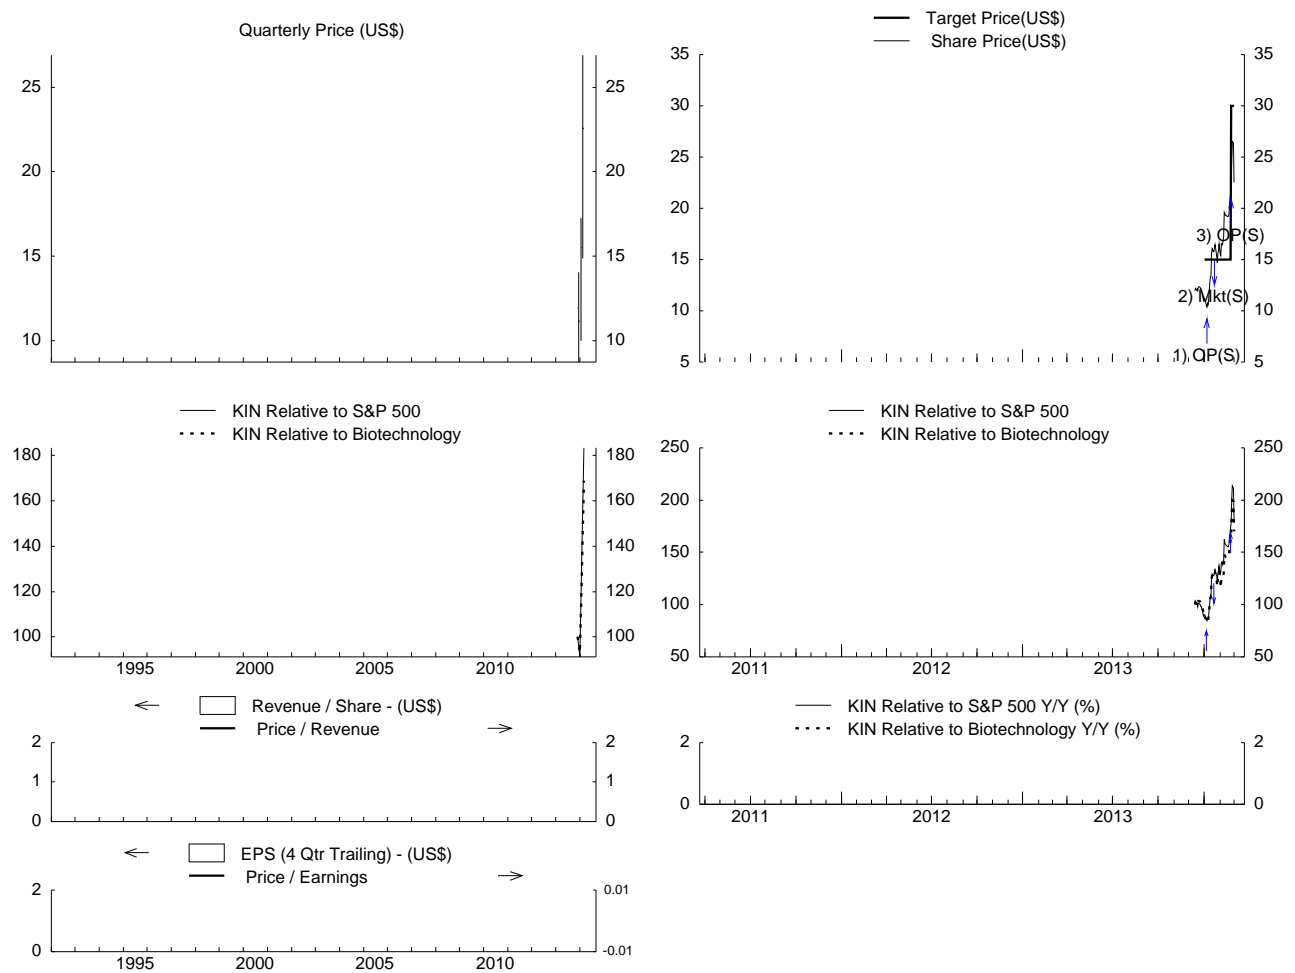 Quarterly Price (US$)
25 25
20 20
15 15
10 10
Target Price(US$)
Share Price(US$)
35 35
30 30
25 25
20 20
15 15
10 10
5 5
3) OP(S)
2) Mkt(S)
1) OP(S)
KIN Relative to S&P 500
KIN Relative to Biotechnology
180 180
160 160
140 140
120 120
100 100
1995 2000 2005 2010
KIN Relative to S&P 500
KIN Relative to Biotechnology
250 250
200 200
150 150
100 100
50 50
2011 2012 2013
Revenue / Share - (US$)
Price / Revenue
2 2
1 1
0 0
KIN Relative to S&P 500 Y/Y (%)
KIN Relative to Biotechnology Y/Y (%)
2 2
0 0
2011 2012 2013
EPS (4 Qtr Trailing) - (US$)
Price / Earnings
2 0.01
0 -0.01
1995 2000 2005 2010